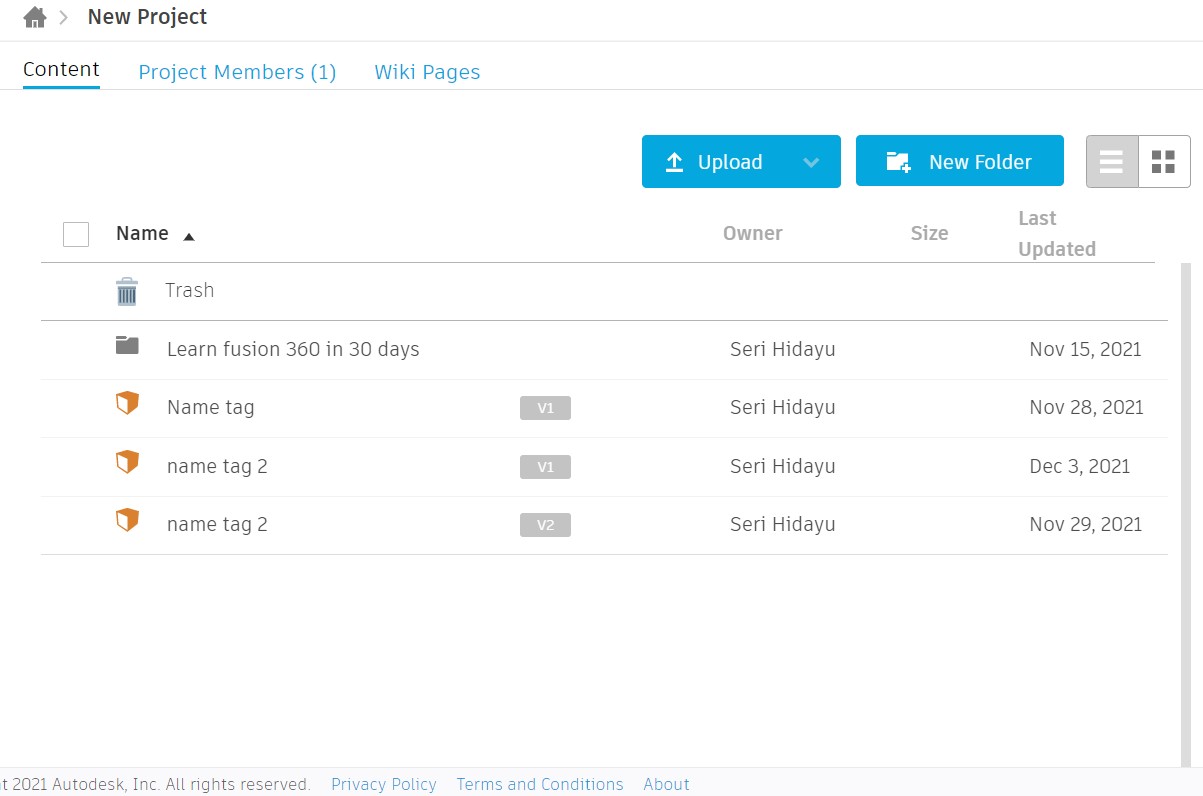 New Project
Content Project Members (1) Wiki Pages
Upload New Folder
Name Owner Size Last Updated
Trash
Learn fusion 360 in 30 days Seri Hidayu Nov 15, 2021
Name tag V1 Seri Hidayu Nov 28, 2021
name tag 2 V1 Seri Hidayu Dec 3, 2021
name tag 2 V2 Seri Hidayu Nov 29, 2021
t 2021 Autodesk, Inc. All rights reserved. Privacy Policy Terms and Conditions About